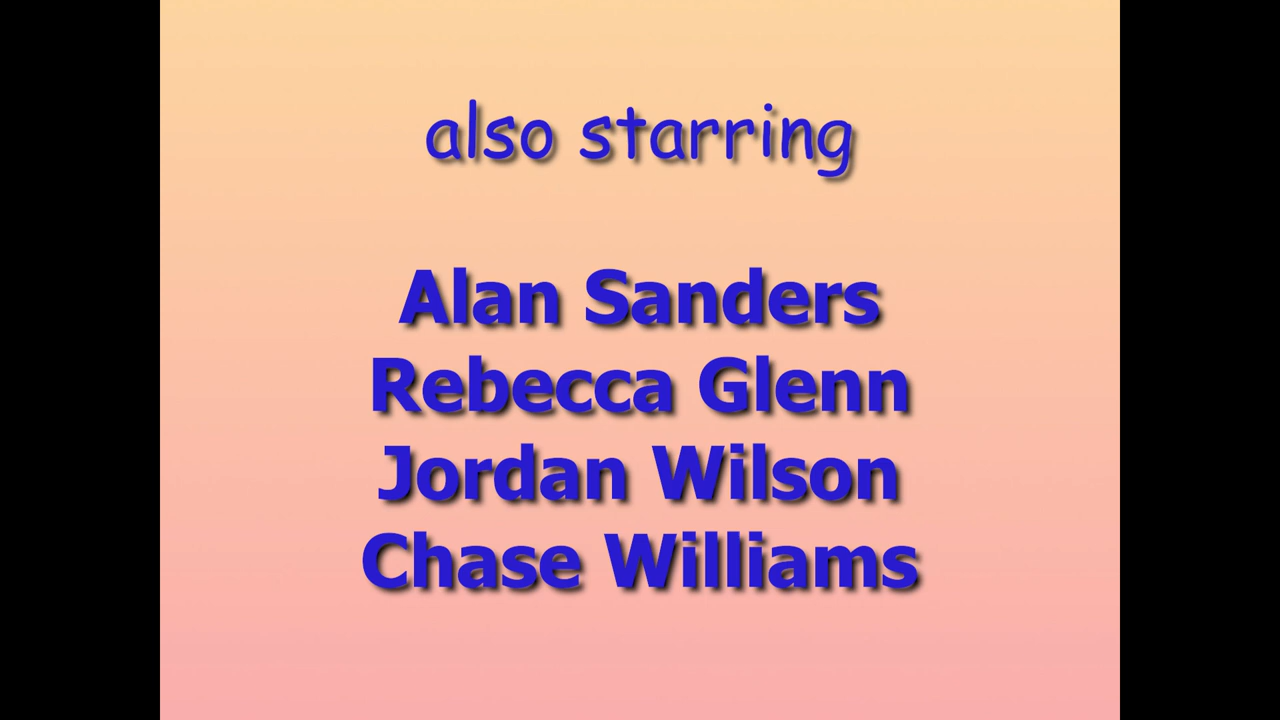 also starring
Alan Sanders
Rebecca Glenn
Jordan Wilson
Chase Williams